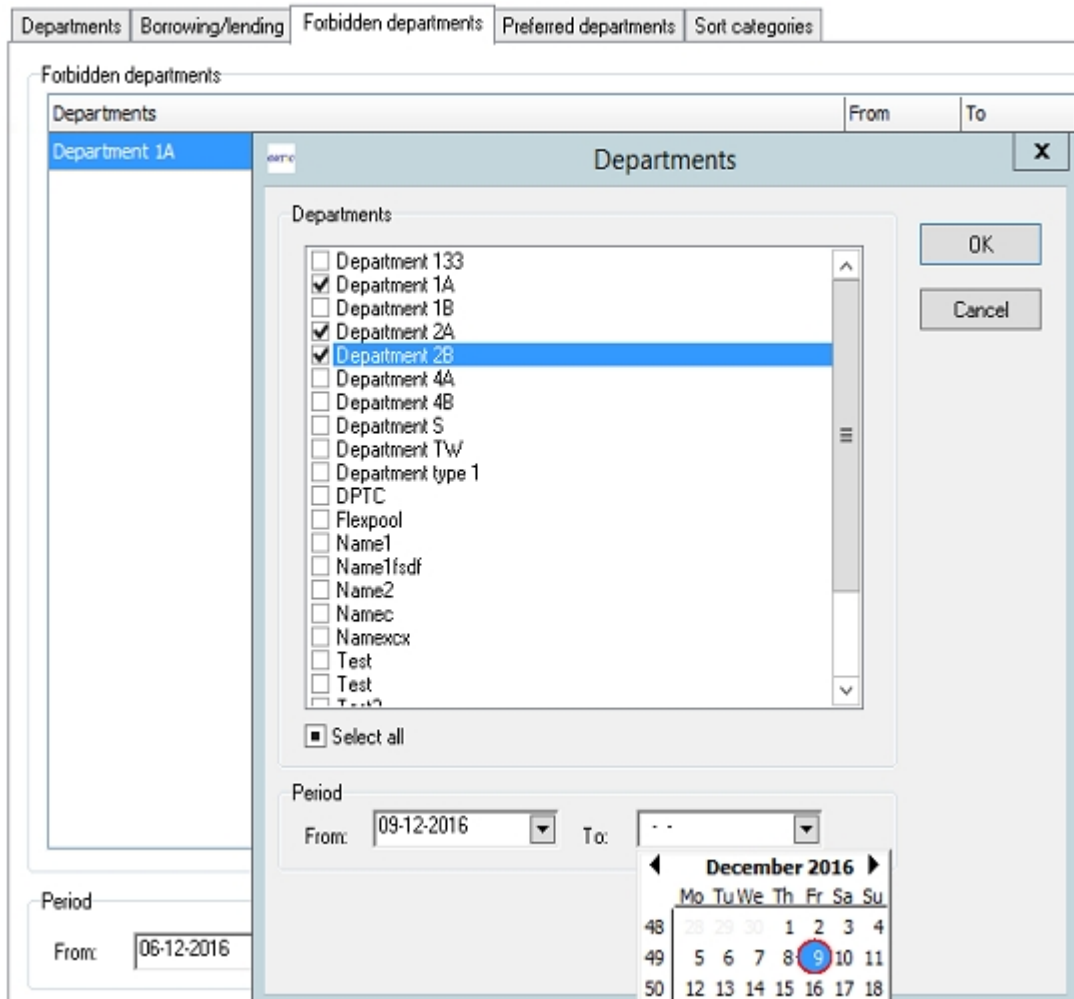 Departments Borrowing/lending Forbidden departments Preferred departments Sort categories
Forbidden departments
Departments From To
Department 1A
Departments X
Departments
OK
Cancel
Department 133
Department 1A
Department 1B
Department 2A
Department 2B
Department 4A
Department 4B
Department S
Department TW
Department type 1
DPTC
Flexpool
Name1
Name1fsdf
Name2
Namec
Namexcx
Test
Test
Select all
Period
From: 09-12-2016 To: - -
December 2016
Mo Tu We Th Fr Sa Su
48 28 29 30 1 2 3 4
49 5 6 7 8 9 10 11
50 12 13 14 15 16 17 18
Period
From: 06-12-2016